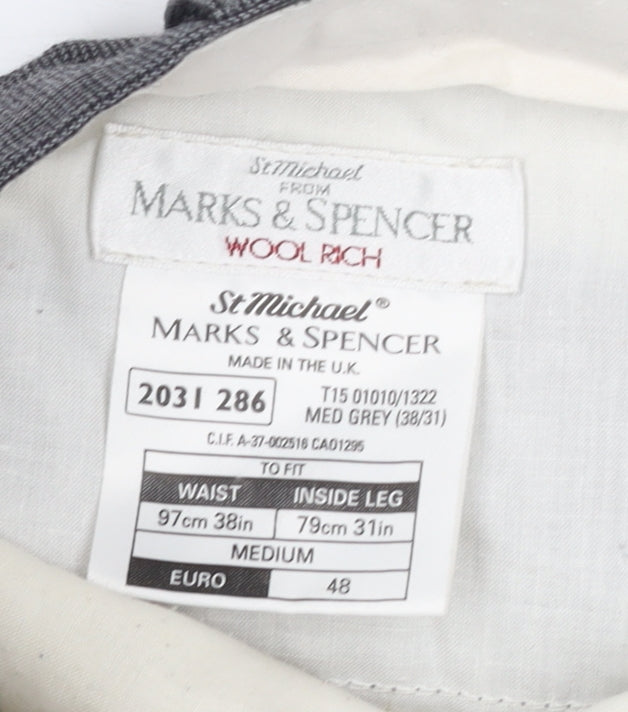 St Michael
FROM
MARKS & SPENCER
WOOL RICH
St Michael®
MARKS & SPENCER
MADE IN THE U.K.
2031 286
T15 01010/1322
MED GREY (38/31)
C.I.F. A-37-002516 CA01295
TO FIT
WAIST INSIDE LEG
97cm 38in 79cm 31in
MEDIUM
EURO 48